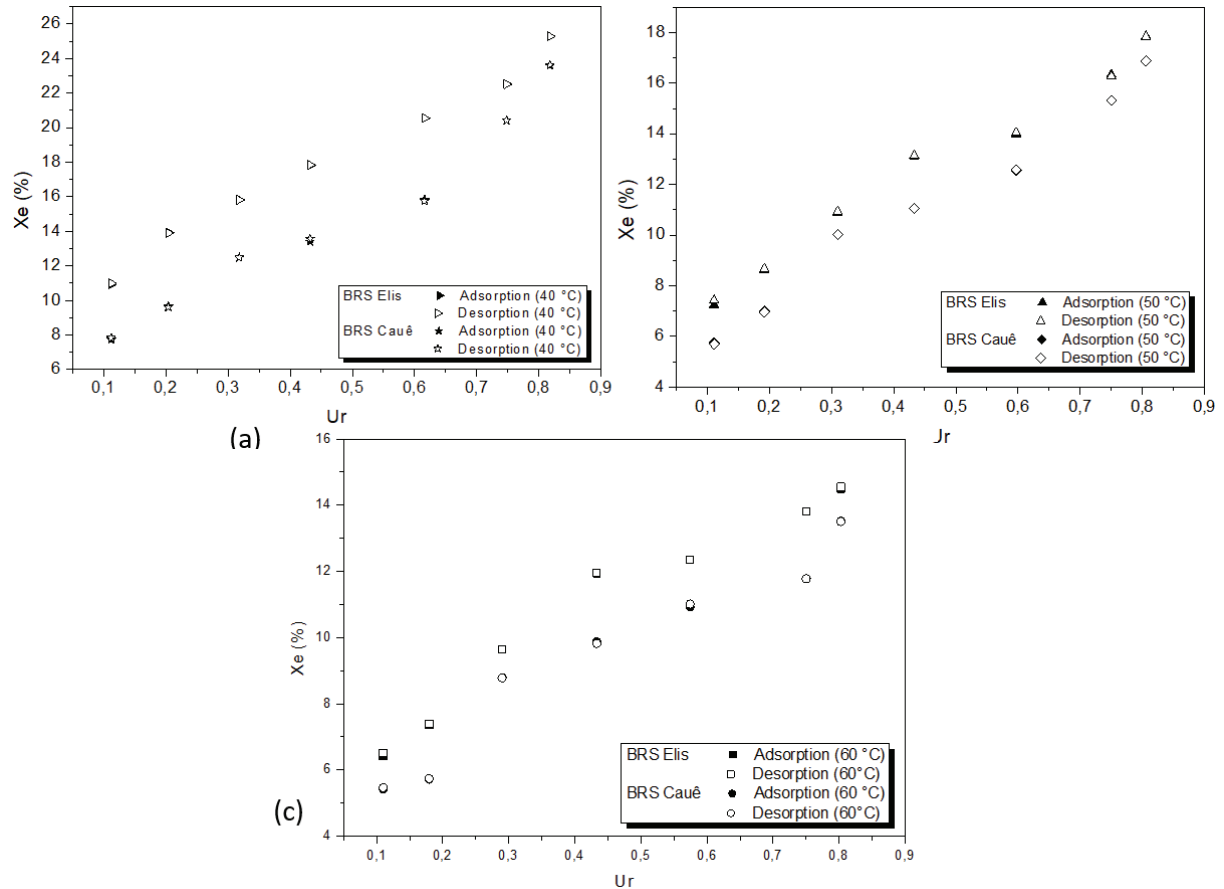 26
24
22
20
18
16
14
12
10
8
6
Xe (%)
BRS Elis Adsorption (40 °C)
Desorption (40 °C)
BRS Cauê Adsorption (40 °C)
Desorption (40 °C)
0,1 0,2 0,3 0,4 0,5 0,6 0,7 0,8 0,9
Ur
(a)
18
16
14
12
10
8
6
4
Xe (%)
BRS Elis Adsorption (50 °C)
Desorption (50 °C)
BRS Cauê Adsorption (50 °C)
Desorption (50 °C)
0,1 0,2 0,3 0,4 0,5 0,6 0,7 0,8 0,9
Jr
16
14
12
10
8
6
4
Xe (%)
BRS Elis Adsorption (60 °C)
Desorption (60°C)
BRS Cauê Adsorption (60 °C)
Desorption (60°C)
(c)
0,1 0,2 0,3 0,4 0,5 0,6 0,7 0,8 0,9
Ur